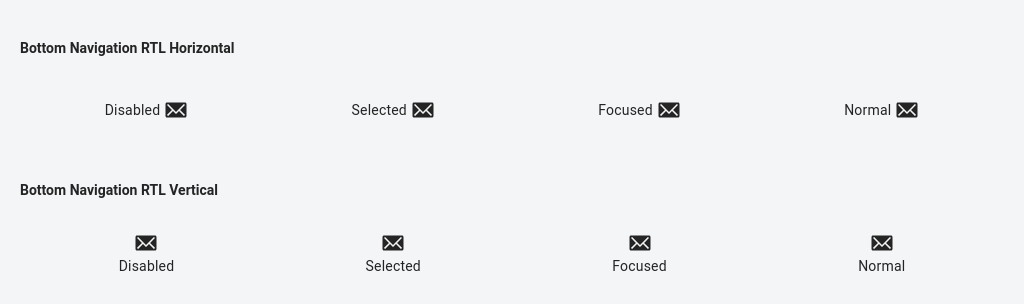 Bottom Navigation RTL Horizontal
Disabled Selected Focused Normal
Bottom Navigation RTL Vertical
Disabled Selected Focused Normal